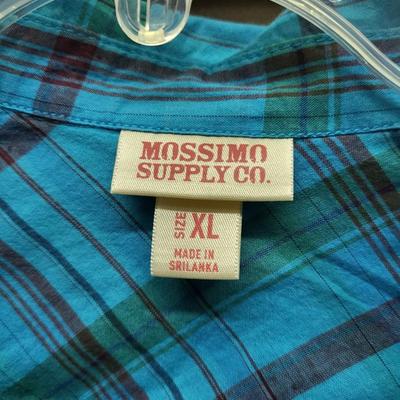 MOSSIMO
SUPPLY CO.
SIZE XL
MADE IN
SRILANKA